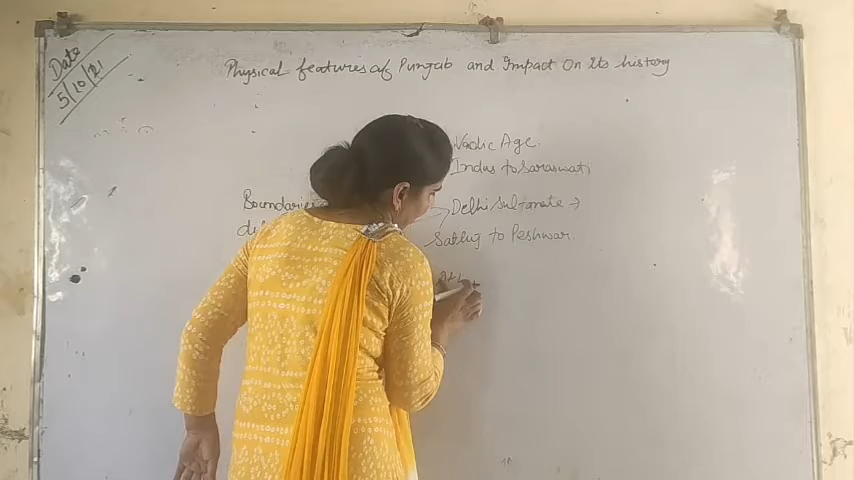 Date
5/10/21
Physical features of Punjab and Impact On Its history
Vadic Age.
Indus to Saraswati
Boundaries
Delhi Sultanate →
Satluj to Peshwar.